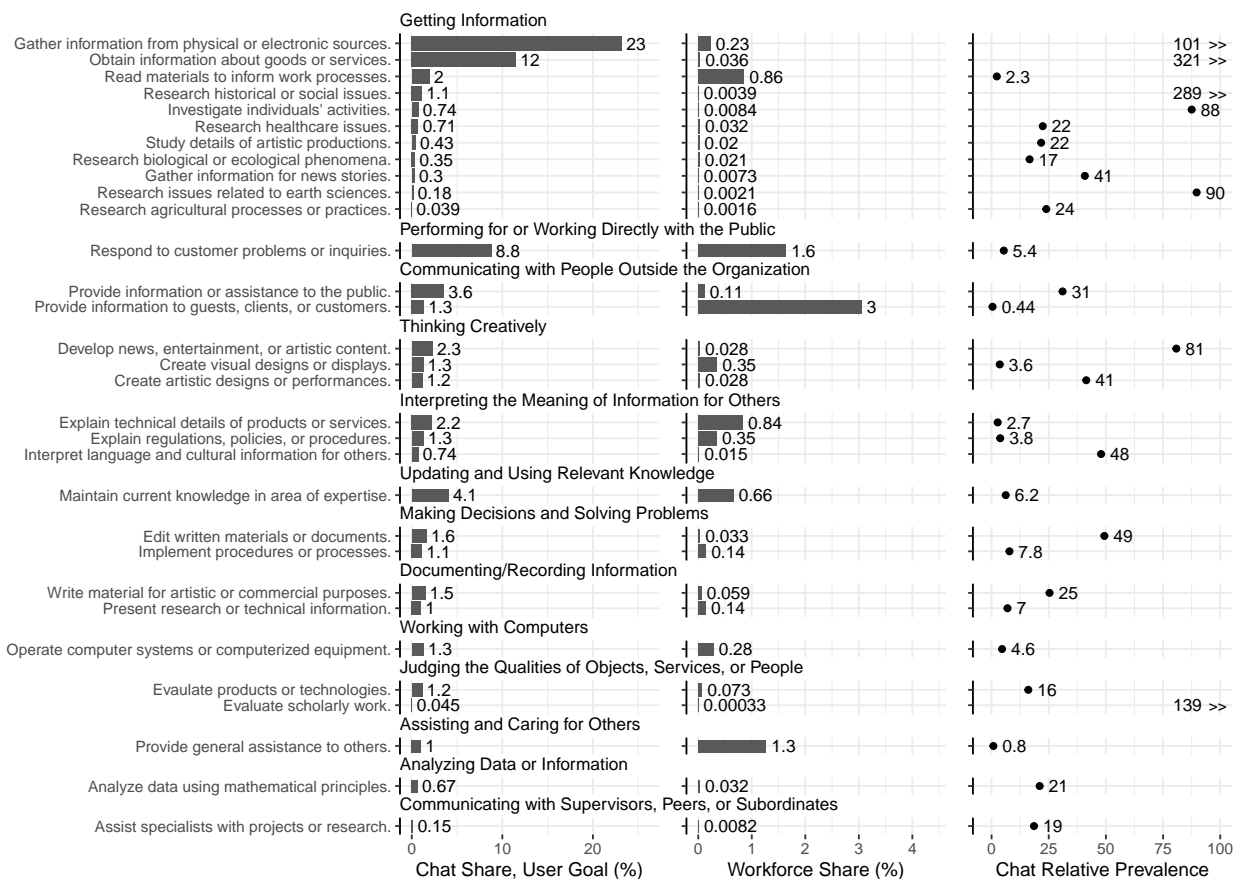 Getting Information
Gather information from physical or electronic sources. 23 0.23 101 >>
Obtain information about goods or services. 12 0.036 321 >>
Read materials to inform work processes. 2 0.86 2.3
Research historical or social issues. 1.1 0.0039 289 >>
Investigate individuals' activities. 0.74 0.0084 88
Research healthcare issues. 0.71 0.032 22
Study details of artistic productions. 0.43 0.02 22
Research biological or ecological phenomena. 0.35 0.021 17
Gather information for news stories. 0.3 0.0073 41
Research issues related to earth sciences. 0.18 0.0021 90
Research agricultural processes or practices. 0.039 0.0016 24
Performing for or Working Directly with the Public
Respond to customer problems or inquiries. 8.8 1.6 5.4
Communicating with People Outside the Organization
Provide information or assistance to the public. 3.6 0.11 31
Provide information to guests, clients, or customers. 1.3 3 0.44
Thinking Creatively
Develop news, entertainment, or artistic content. 2.3 0.028 81
Create visual designs or displays. 1.3 0.35 3.6
Create artistic designs or performances. 1.2 0.028 41
Interpreting the Meaning of Information for Others
Explain technical details of products or services. 2.2 0.84 2.7
Explain regulations, policies, or procedures. 1.3 0.35 3.8
Interpret language and cultural information for others. 0.74 0.015 48
Updating and Using Relevant Knowledge
Maintain current knowledge in area of expertise. 4.1 0.66 6.2
Making Decisions and Solving Problems
Edit written materials or documents. 1.6 0.033 49
Implement procedures or processes. 1.1 0.14 7.8
Documenting/Recording Information
Write material for artistic or commercial purposes. 1.5 0.059 25
Present research or technical information. 1 0.14 7
Working with Computers
Operate computer systems or computerized equipment. 1.3 0.28 4.6
Judging the Qualities of Objects, Services, or People
Evaulate products or technologies. 1.2 0.073 16
Evaluate scholarly work. 0.045 0.00033 139 >>
Assisting and Caring for Others
Provide general assistance to others. 1 1.3 0.8
Analyzing Data or Information
Analyze data using mathematical principles. 0.67 0.032 21
Communicating with Supervisors, Peers, or Subordinates
Assist specialists with projects or research. 0.15 0.0082 19
0 10 20 0 1 2 3 4 0 25 50 75 100
Chat Share, User Goal (%) Workforce Share (%) Chat Relative Prevalence